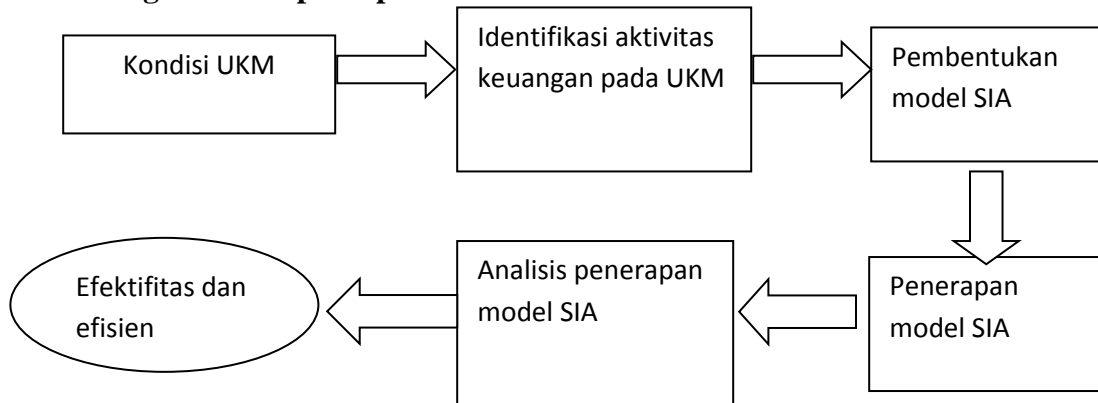 Kondisi UKM
Identifikasi aktivitas
keuangan pada UKM
Pembentukan
model SIA
Efektifitas dan
efisien
Analisis penerapan
model SIA
Penerapan
model SIA